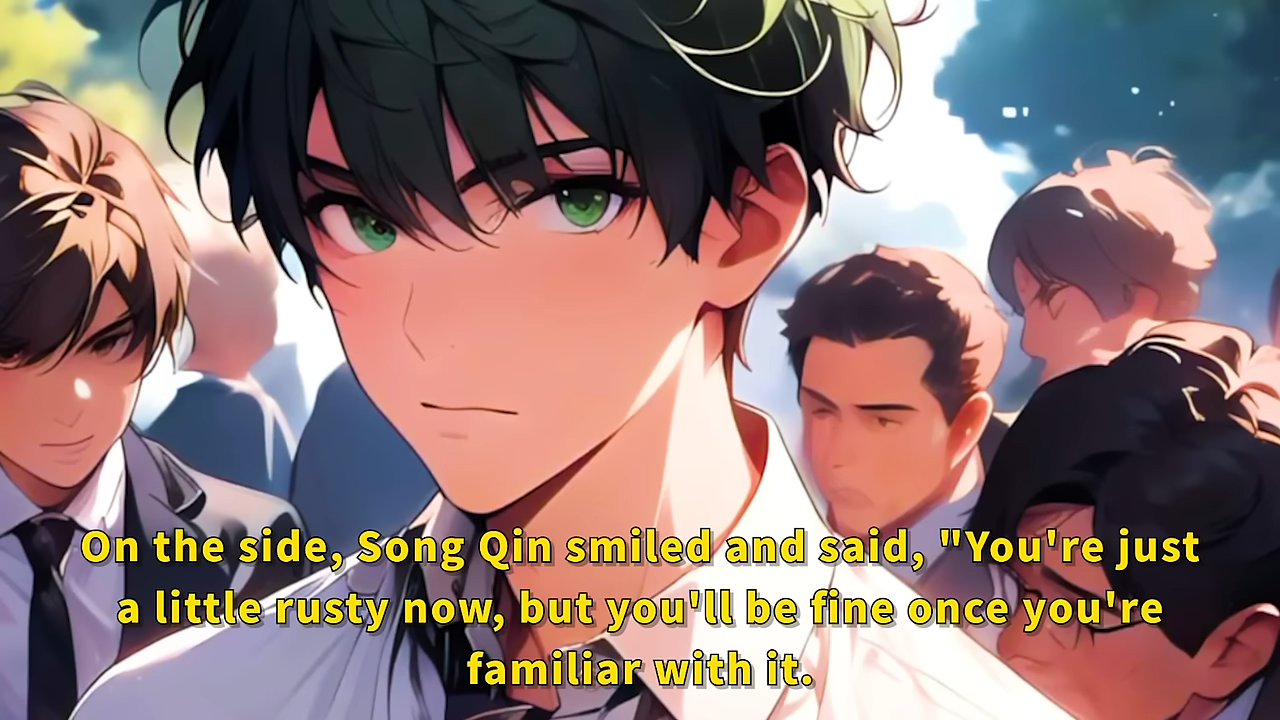 On the side, Song Qin smiled and said, "You're just
a little rusty now, but you'll be fine once you're
familiar with it.